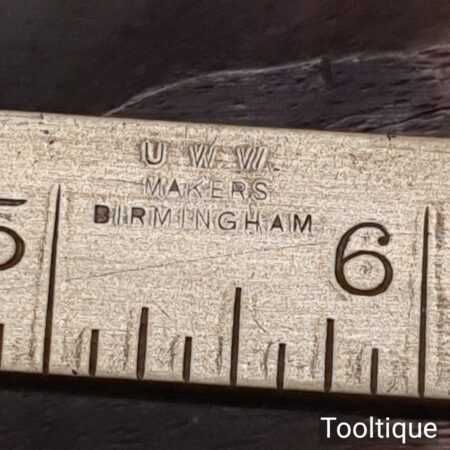 U W W
MAKERS
BIRMINGHAM
5 6
Tooltique